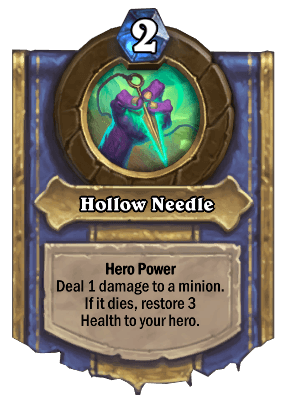 2
Hollow Needle
Hero Power
Deal 1 damage to a minion.
If it dies, restore 3
Health to your hero.